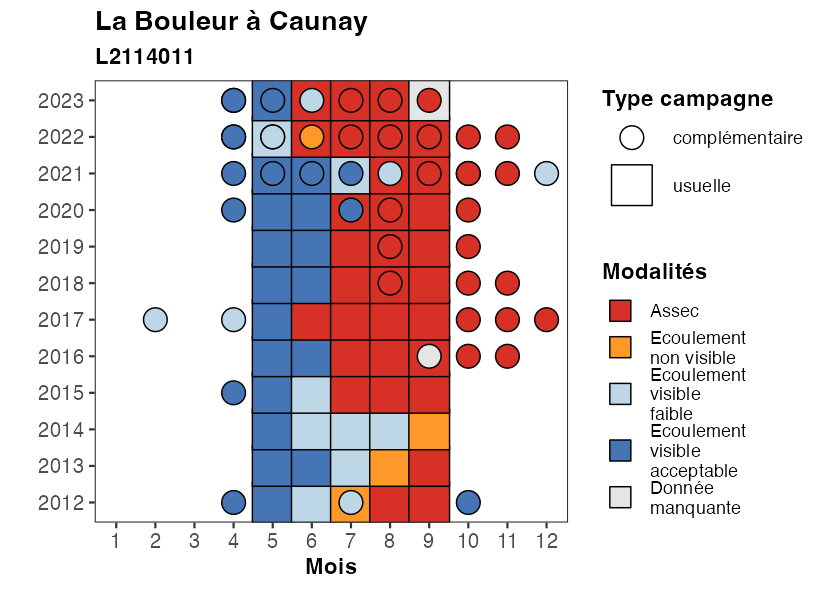 La Bouleur à Caunay
L2114011
2023
2022
2021
2020
2019
2018
2017
2016
2015
2014
2013
2012
1 2 3 4 5 6 7 8 9 10 11 12
Mois
Type campagne
complémentaire
usuelle
Modalités
Assec
Ecoulement
non visible
Ecoulement
visible
faible
Ecoulement
visible
acceptable
Donnée
manquante